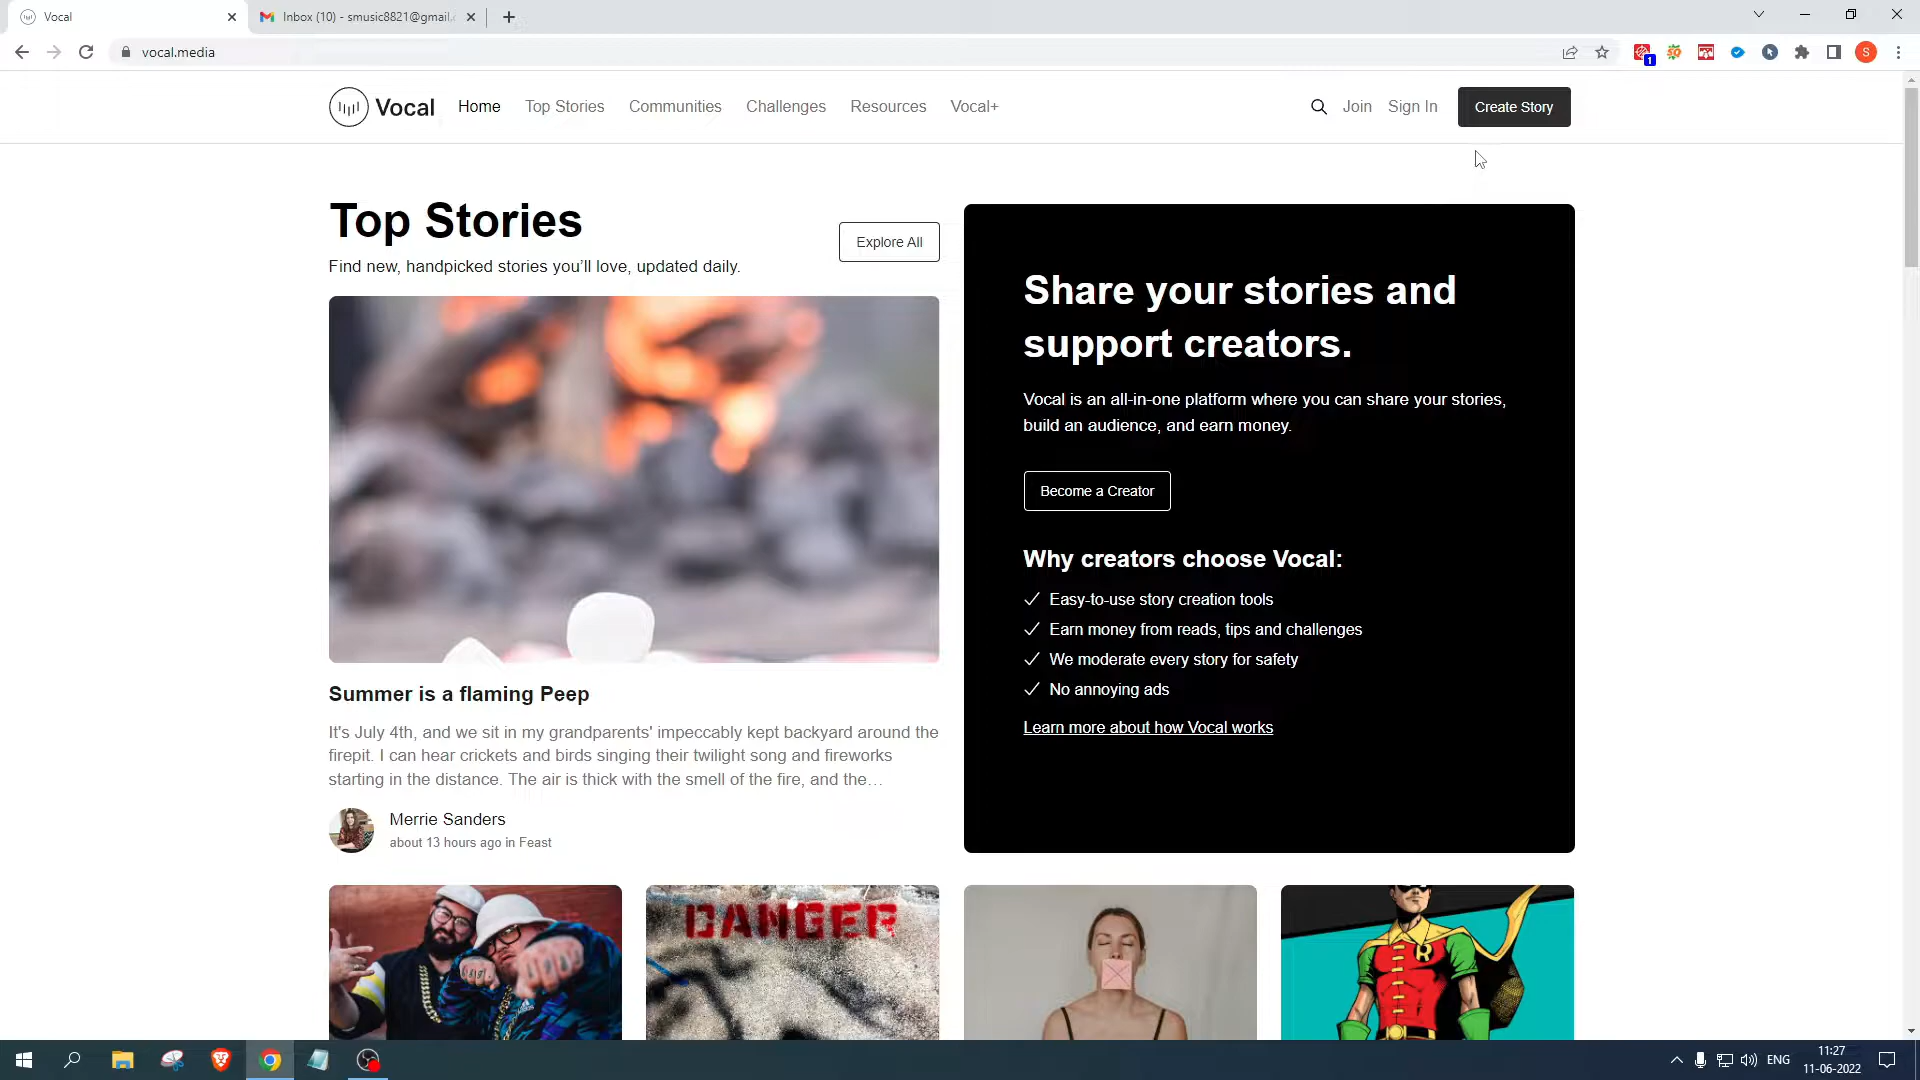 Vocal
Inbox (10) - smusic8821@gmail.
vocal.media
1
S
Vocal
Home
Top Stories
Communities
Challenges
Resources
Vocal+
Join
Sign In
Create Story
Top Stories
Explore All
Find new, handpicked stories you’ll love, updated daily.
Summer is a flaming Peep
It's July 4th, and we sit in my grandparents' impeccably kept backyard around the
firepit. I can hear crickets and birds singing their twilight song and fireworks
starting in the distance. The air is thick with the smell of the fire, and the…
Merrie Sanders
about 13 hours ago in Feast
Share your stories and
support creators.
Vocal is an all-in-one platform where you can share your stories,
build an audience, and earn money.
Become a Creator
Why creators choose Vocal:
Easy-to-use story creation tools
Earn money from reads, tips and challenges
We moderate every story for safety
No annoying ads
Learn more about how Vocal works
DANGER
R
ENG
11:27
11-06-2022